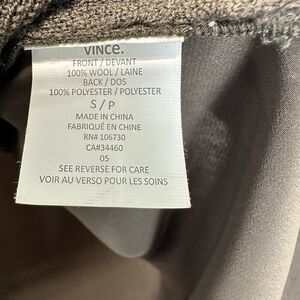 VINCE.
FRONT / DEVANT
100% WOOL / LAINE
BACK / DOS
100% POLYESTER / POLYESTER
S / P
MADE IN CHINA
FABRIQUÉ EN CHINE
RN# 106730
CA#34460
05
SEE REVERSE FOR CARE
VOIR AU VERSO POUR LES SOINS